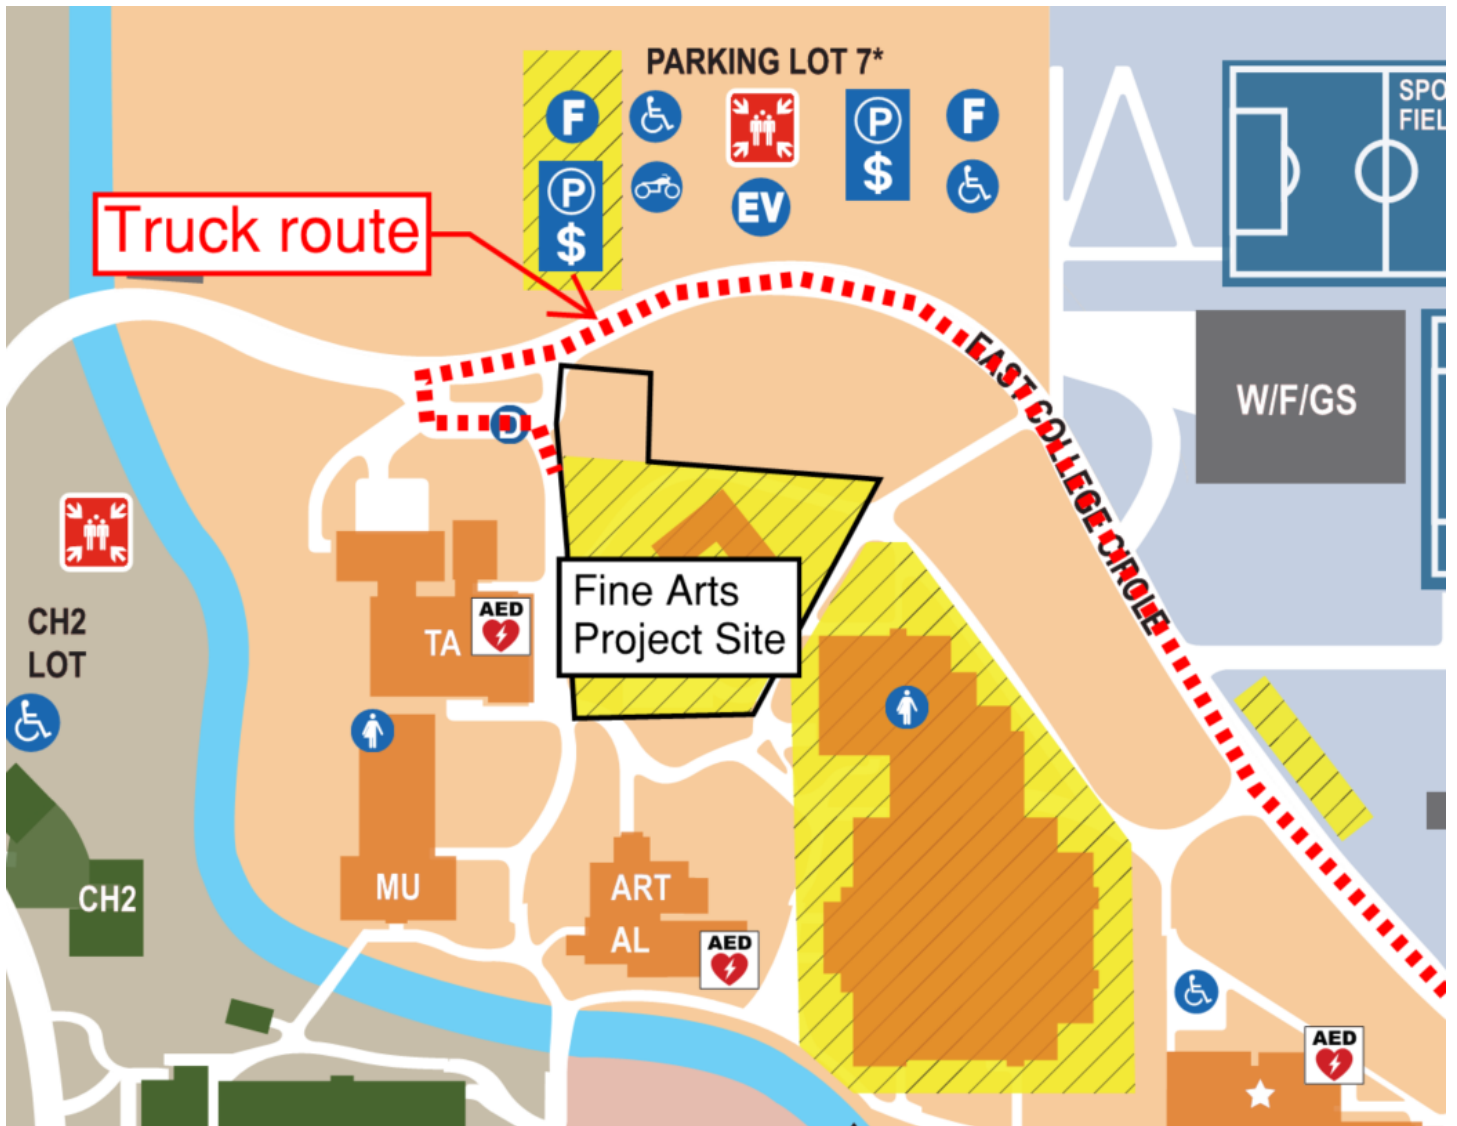 PARKING LOT 7*
F
P
$
EV
P
$
F
SPO
FIEL
Truck route
EAST COLLEGE CIRCLE
W/F/GS
D
Fine Arts
Project Site
AED
TA
CH2
LOT
MU
ART
AL
AED
CH2
AED